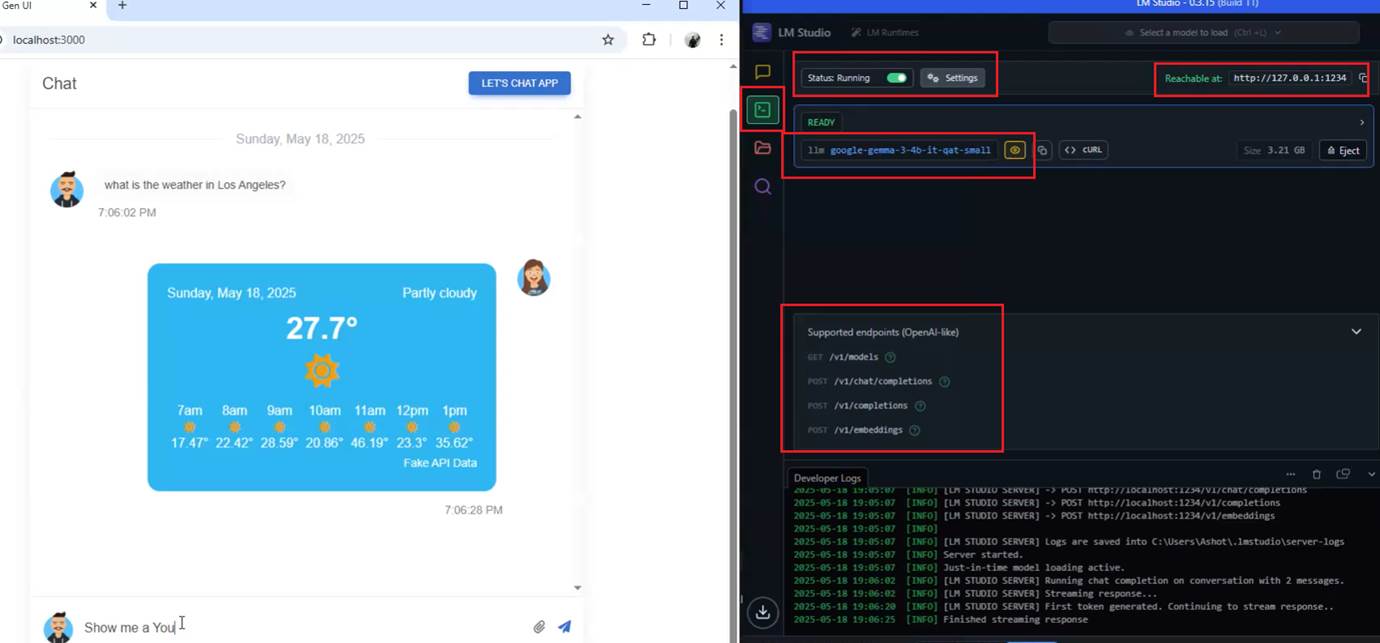 Gen UI
localhost:3000
Chat
LET'S CHAT APP
Sunday, May 18, 2025
what is the weather in Los Angeles?
7:06:02 PM
Sunday, May 18, 2025 Partly cloudy
27.7°
7am 8am 9am 10am 11am 12pm 1pm
17.47° 22.42° 28.59° 20.86° 46.19° 23.3° 35.62°
Fake API Data
7:06:28 PM
Show me a You
LM Studio - 0.3.15 (Build 11)
LM Studio LM Runtimes Select a model to load (Ctrl +L)
Status: Running Settings Reachable at: http://127.0.0.1:1234
READY
llm google-gemma-3-4b-it-qat-small cURL Size 3.21 GB Eject
Supported endpoints (OpenAI-like)
GET /v1/models
POST /v1/chat/completions
POST /v1/completions
POST /v1/embeddings
Developer Logs
2025-05-18 19:05:07 [INFO] [LM STUDIO SERVER] -> POST http://localhost:1234/v1/chat/completions
2025-05-18 19:05:07 [INFO] [LM STUDIO SERVER] -> POST http://localhost:1234/v1/completions
2025-05-18 19:05:07 [INFO] [LM STUDIO SERVER] -> POST http://localhost:1234/v1/embeddings
2025-05-18 19:05:07 [INFO]
2025-05-18 19:05:07 [INFO] [LM STUDIO SERVER] Logs are saved into C:\Users\Ashot\.lmstudio\server-logs
2025-05-18 19:05:07 [INFO] Server started.
2025-05-18 19:05:07 [INFO] Just-in-time model loading active.
2025-05-18 19:06:02 [INFO] [LM STUDIO SERVER] Running chat completion on conversation with 2 messages.
2025-05-18 19:06:02 [INFO] [LM STUDIO SERVER] Streaming response...
2025-05-18 19:06:20 [INFO] [LM STUDIO SERVER] First token generated. Continuing to stream response..
2025-05-18 19:06:25 [INFO] Finished streaming response